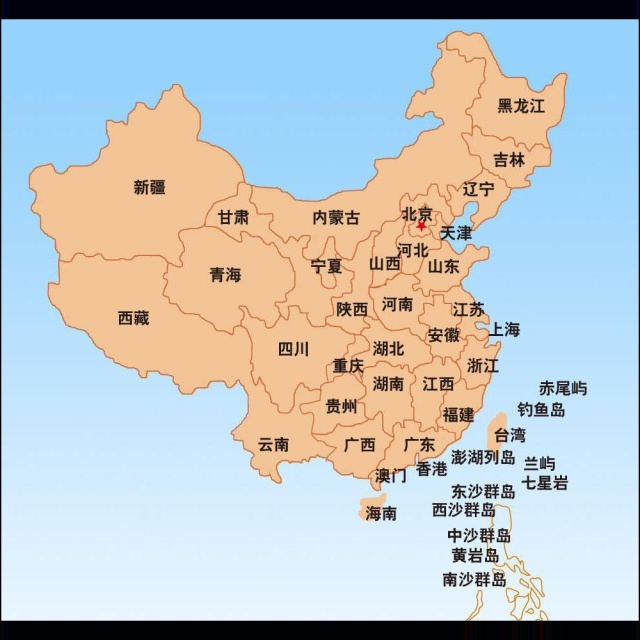 黑龙江
吉林
新疆
辽宁
甘肃
内蒙古
北京
天津
河北
宁夏
山西
山东
青海
陕西
河南
江苏
西藏
上海
安徽
四川
湖北
重庆
浙江
湖南
江西
赤尾屿
钓鱼岛
贵州
福建
台湾
云南
广西
广东
澎湖列岛
兰屿
香港
澳门
七星岩
东沙群岛
西沙群岛
海南
中沙群岛
黄岩岛
南沙群岛